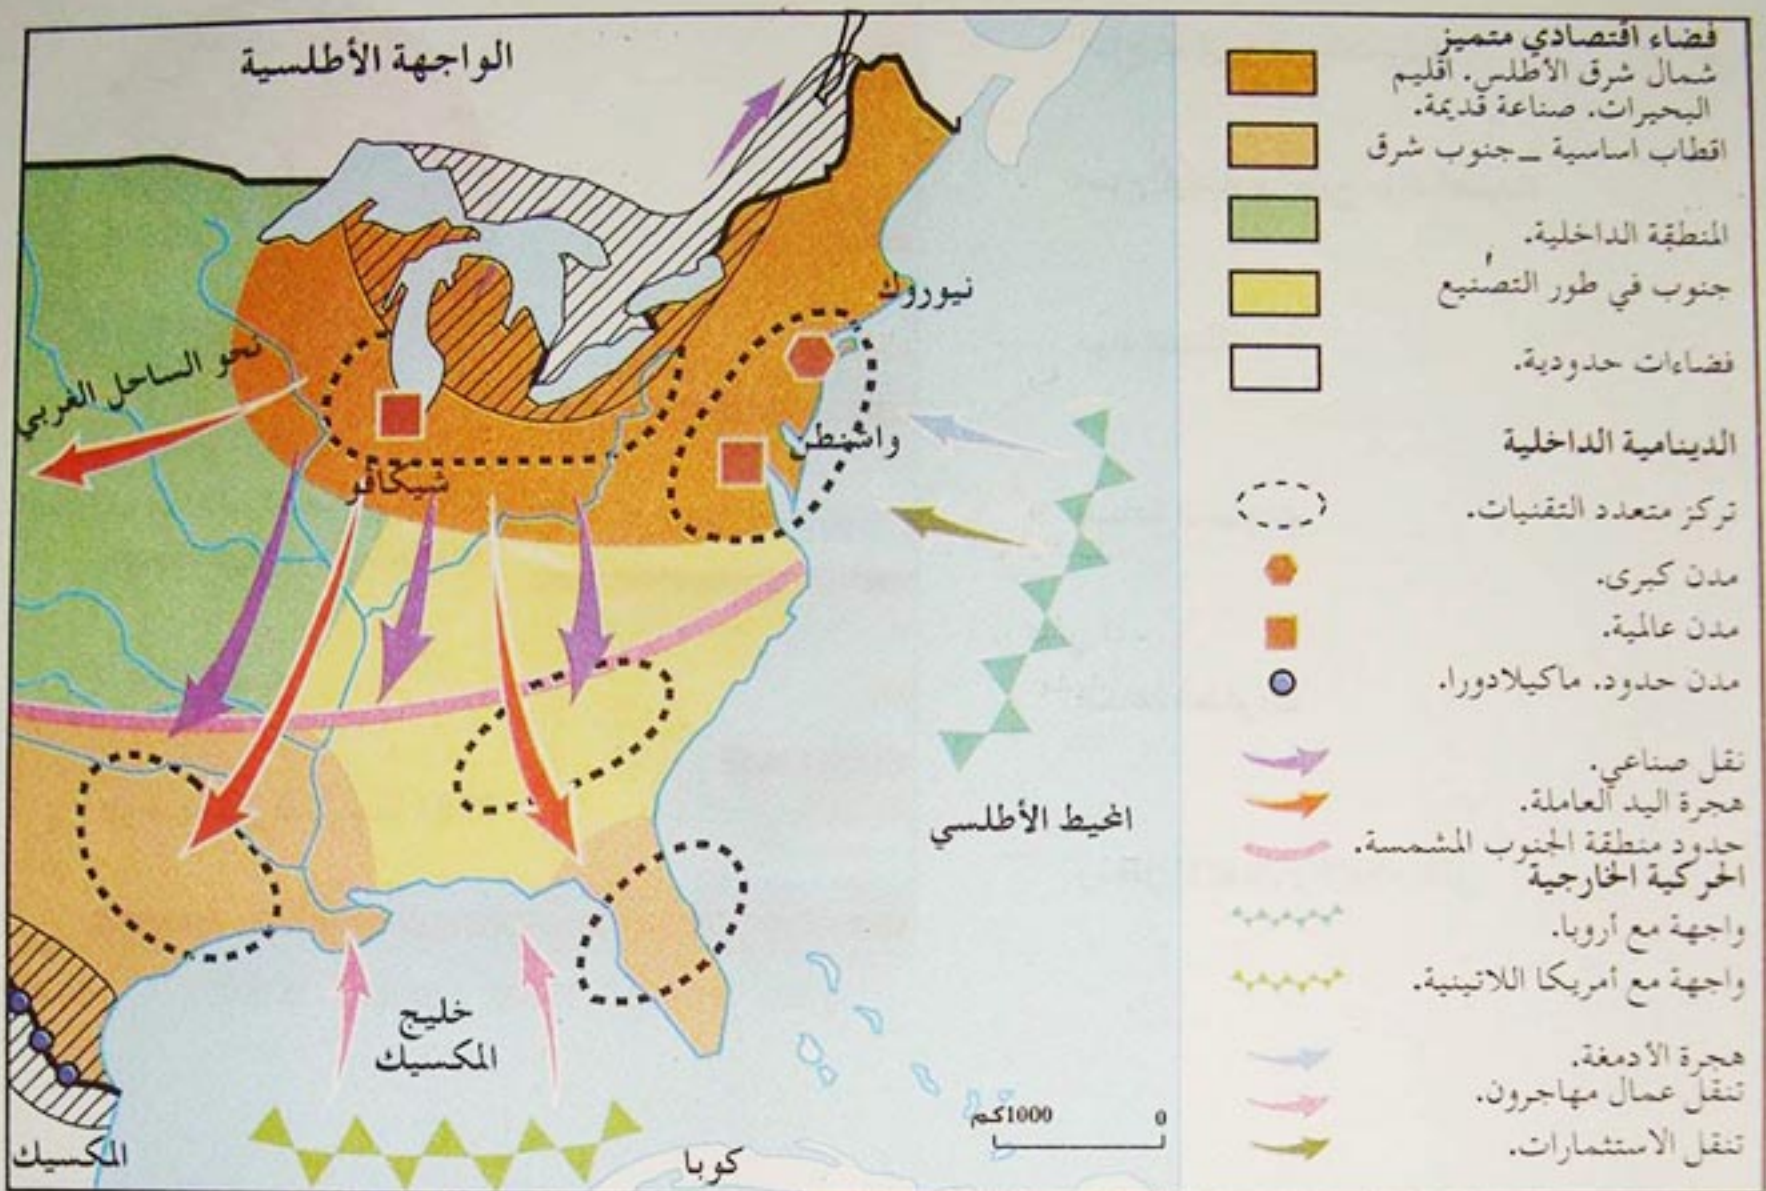 الواجهة الأطلسية
نيوروك
نحو الساحل الغربي
واشنطن
شيكاقو
المحيط الأطلسي
خليج
المكسيك
المكسيك
كوبا
1000كم
0
فضاء اقتصادي متميز
شمال شرق الأطلس. اقليم
البحيرات. صناعة قديمة.
اقطاب اساسية _ جنوب شرق
المنطقة الداخلية.
جنوب في طور التصنيع
فضاءات حدودية.
الدينامية الداخلية
تركز متعدد التقنيات.
مدن كبرى.
مدن عالمية.
مدن حدود. ماكيلادورا.
نقل صناعي.
هجرة اليد العاملة.
حدود منطقة الجنوب المشمسة.
الحركية الخارجية
واجهة مع أروبا.
واجهة مع أمريكا اللاتينية.
هجرة الأدمغة.
تنقل عمال مهاجرون.
تنقل الاستثمارات.